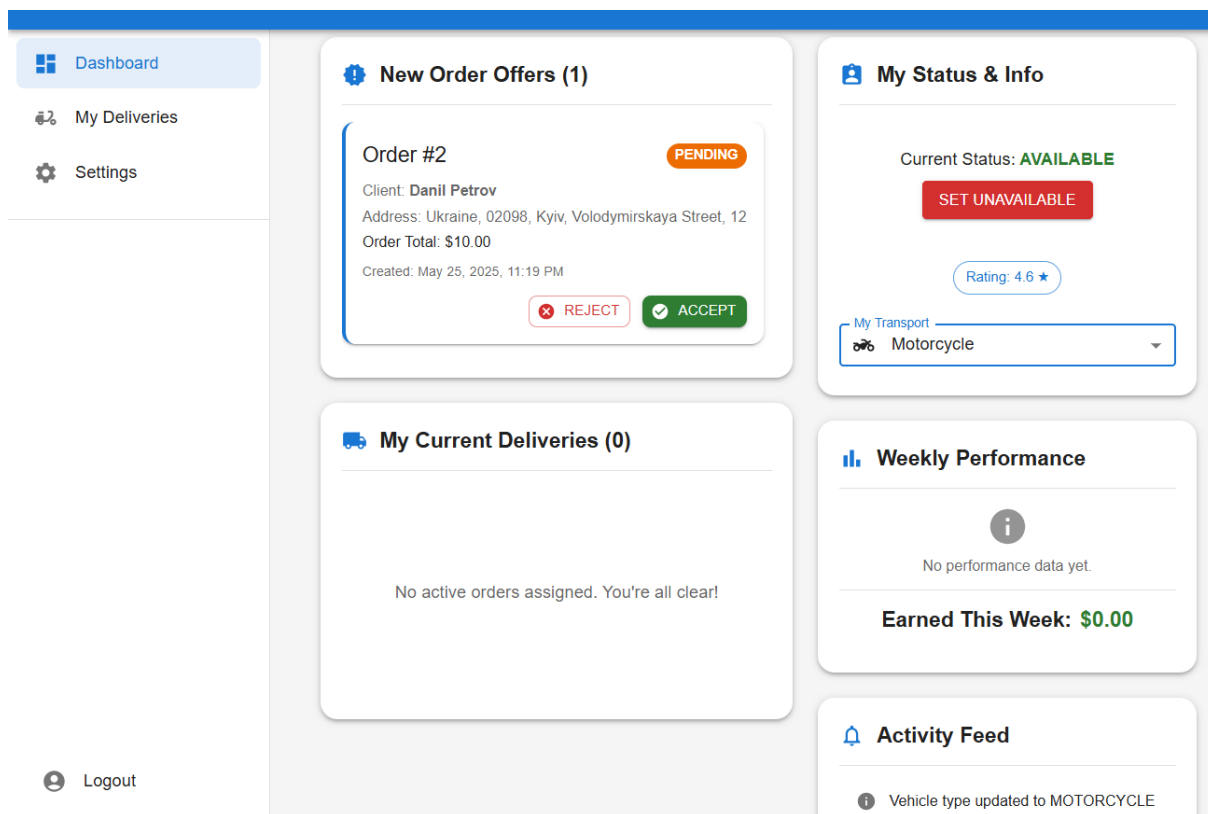 Dashboard
My Deliveries
Settings
Logout
New Order Offers (1)
Order #2
PENDING
Client: Danil Petrov
Address: Ukraine, 02098, Kyiv, Volodymirskaya Street, 12
Order Total: $10.00
Created: May 25, 2025, 11:19 PM
REJECT
ACCEPT
My Current Deliveries (0)
No active orders assigned. You're all clear!
My Status & Info
Current Status: AVAILABLE
SET UNAVAILABLE
Rating: 4.6 ★
My Transport
Motorcycle
Weekly Performance
No performance data yet.
Earned This Week: $0.00
Activity Feed
Vehicle type updated to MOTORCYCLE